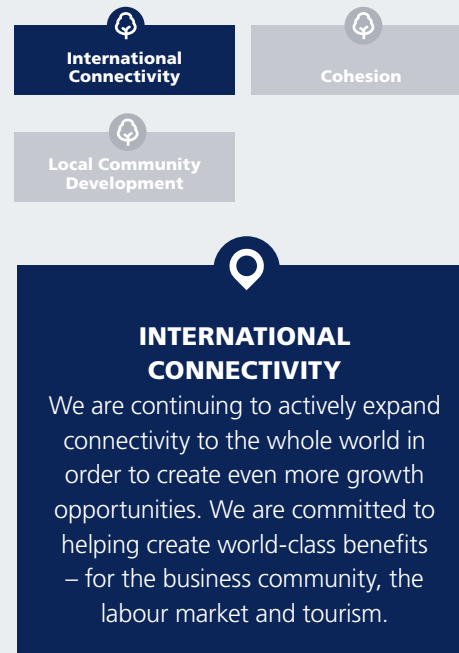 International
Connectivity
Cohesion
Local Community
Development
INTERNATIONAL
CONNECTIVITY
We are continuing to actively expand
connectivity to the whole world in
order to create even more growth
opportunities. We are committed to
helping create world-class benefits
– for the business community, the
labour market and tourism.